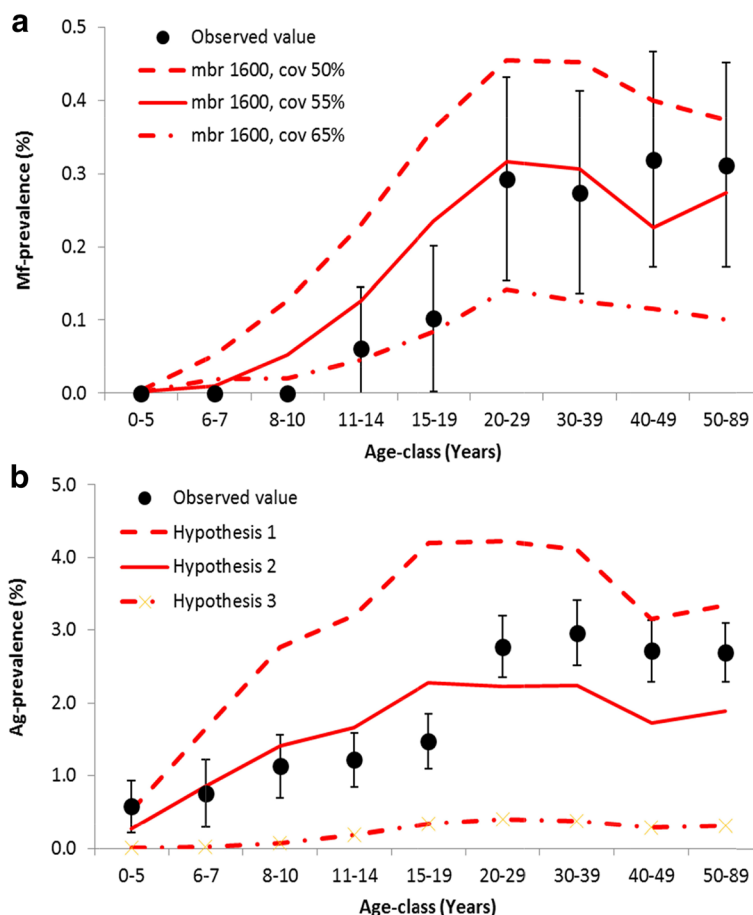 a
Observed value
mbr 1600, cov 50%
mbr 1600, cov 55%
mbr 1600, cov 65%
Mf-prevalence (%)
0.5
0.4
0.3
0.2
0.1
0.0
0-5 6-7 8-10 11-14 15-19 20-29 30-39 40-49 50-89
Age-class (Years)
b
Observed value
Hypothesis 1
Hypothesis 2
Hypothesis 3
Ag-prevalence (%)
5.0
4.0
3.0
2.0
1.0
0.0
0-5 6-7 8-10 11-14 15-19 20-29 30-39 40-49 50-89
Age-class (Years)